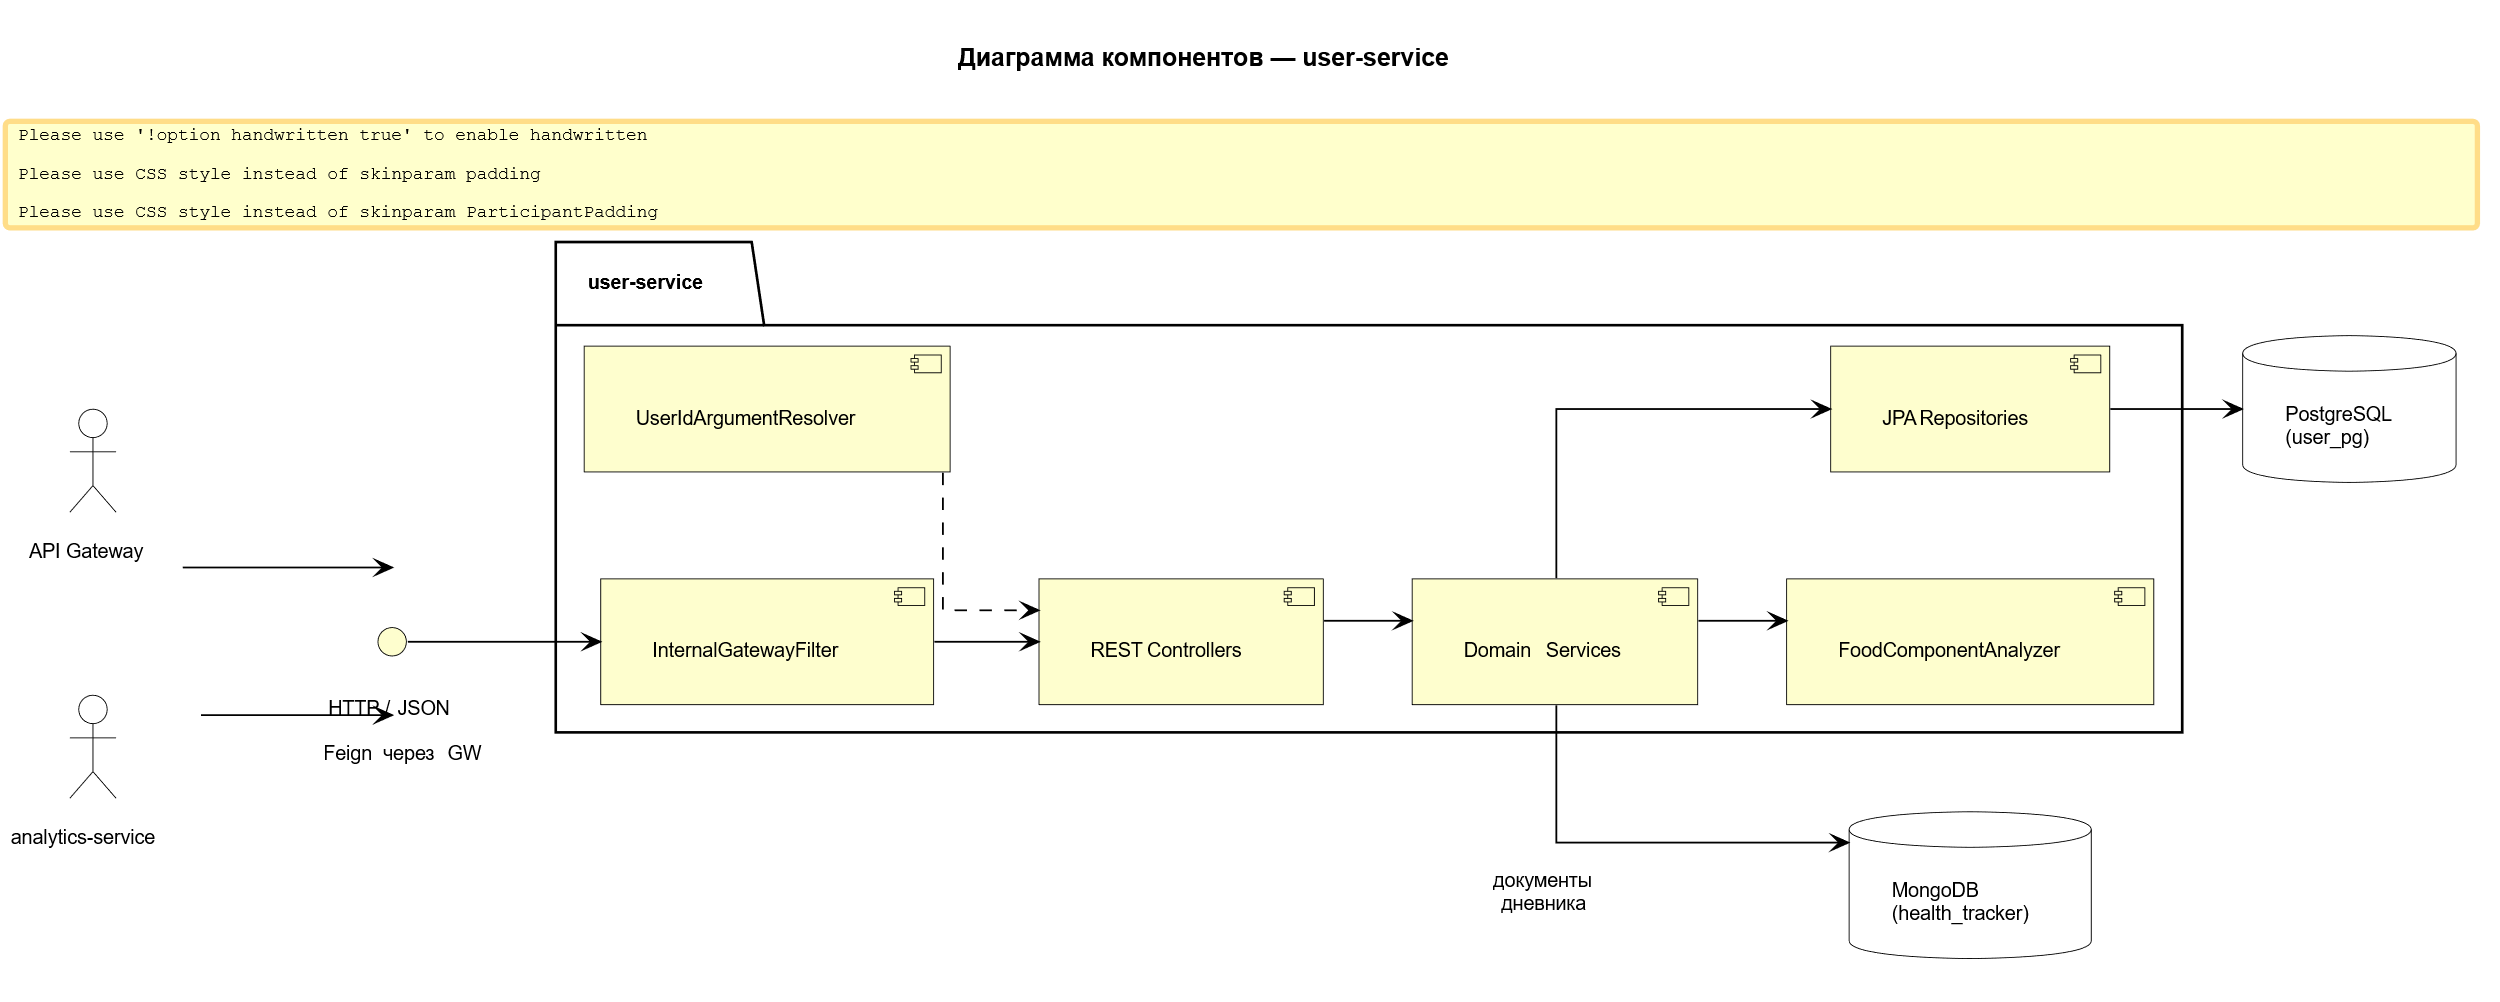 Диаграмма компонентов — user-service
Please use '!option handwritten true' to enable handwritten
Please use CSS style instead of skinparam padding
Please use CSS style instead of skinparam ParticipantPadding
user-service
UserIdArgumentResolver
JPA Repositories
PostgreSQL
(user_pg)
API Gateway
InternalGatewayFilter
REST Controllers
Domain Services
FoodComponentAnalyzer
HTTP / JSON
Feign через GW
analytics-service
документы
дневника
MongoDB
(health_tracker)